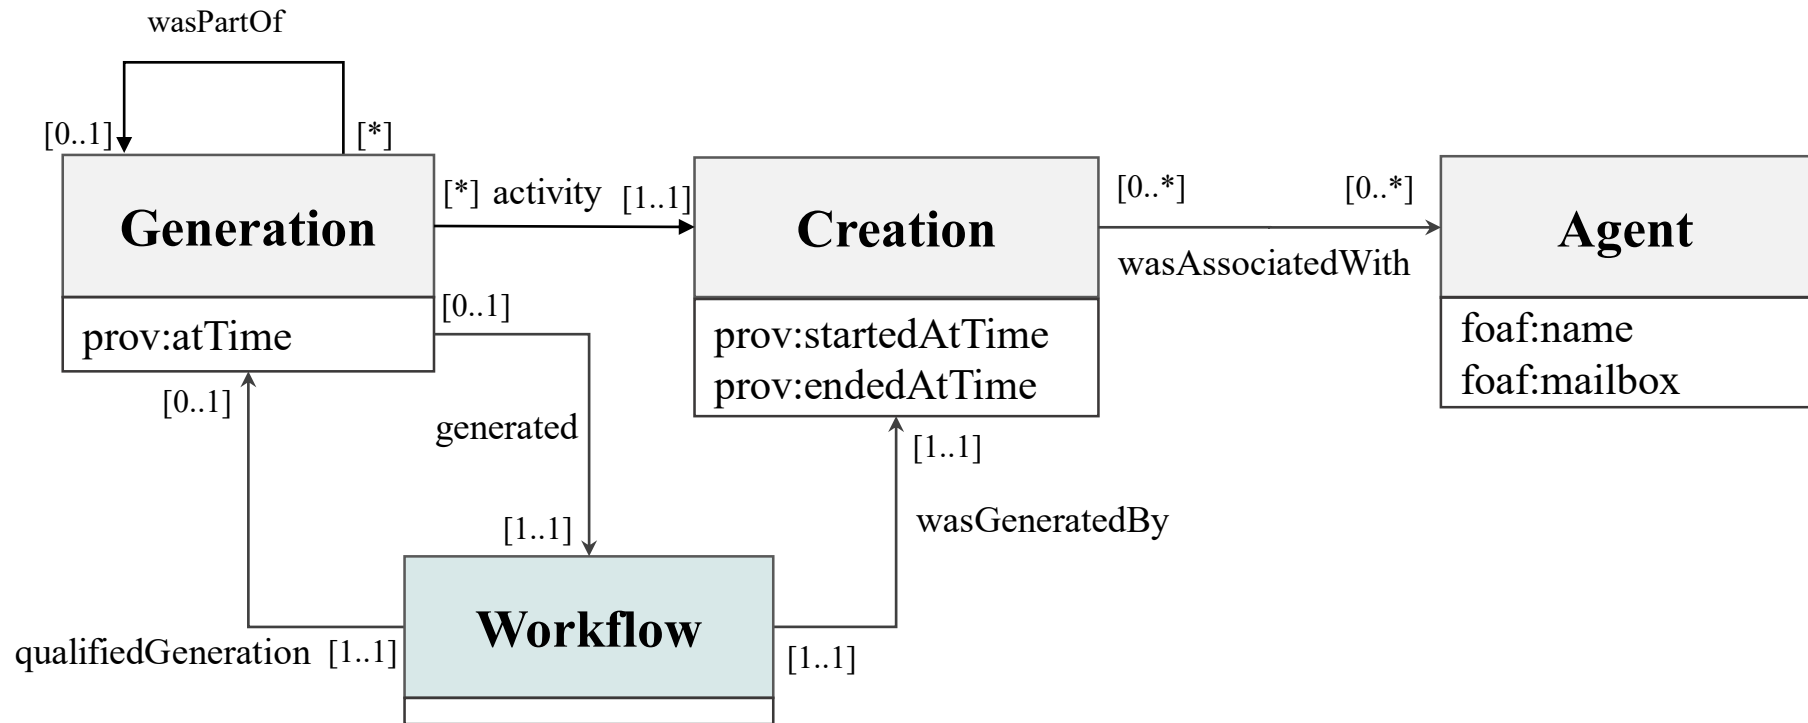 wasPartOf
[0..1]
[*]
Generation
prov:atTime
[*] activity [1..1]
Creation
prov:startedAtTime
prov:endedAtTime
[0..*]
[0..*]
wasAssociatedWith
Agent
foaf:name
foaf:mailbox
[0..1]
[0..1]
generated
[1..1]
[1..1]
wasGeneratedBy
Workflow
qualifiedGeneration [1..1]
[1..1]